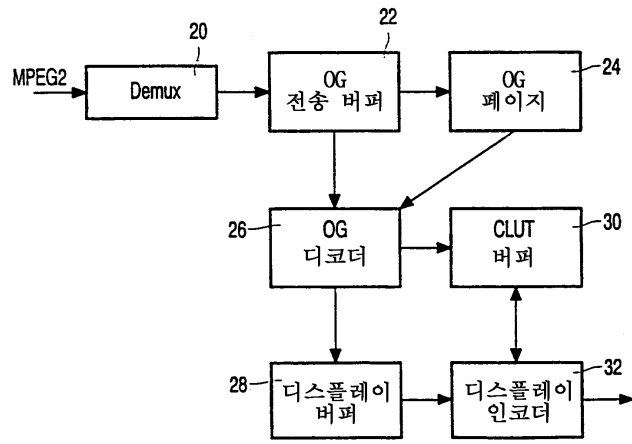 20
22
24
MPEG2
Demux
OG
전송 버퍼
OG
페이지
26
OG
디코더
30
CLUT
버퍼
28
디스플레이
버퍼
32
디스플레이
인코더